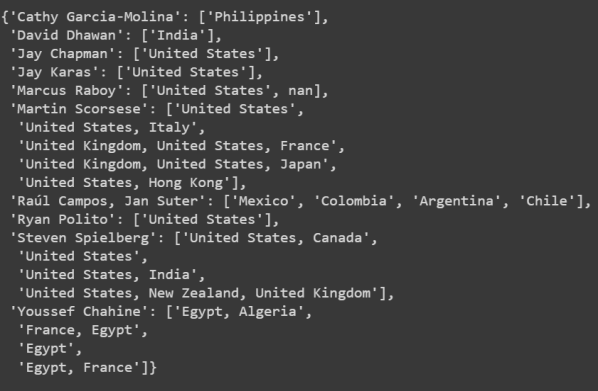 {'Cathy Garcia-Molina': ['Philippines'],
 'David Dhawan': ['India'],
 'Jay Chapman': ['United States'],
 'Jay Karas': ['United States'],
 'Marcus Raboy': ['United States', nan],
 'Martin Scorsese': ['United States',
  'United States, Italy',
  'United Kingdom, United States, France',
  'United Kingdom, United States, Japan',
  'United States, Hong Kong'],
 'Raúl Campos, Jan Suter': ['Mexico', 'Colombia', 'Argentina', 'Chile'],
 'Ryan Polito': ['United States'],
 'Steven Spielberg': ['United States, Canada',
  'United States',
  'United States, India',
  'United States, New Zealand, United Kingdom'],
 'Youssef Chahine': ['Egypt, Algeria',
  'France, Egypt',
  'Egypt',
  'Egypt, France']}